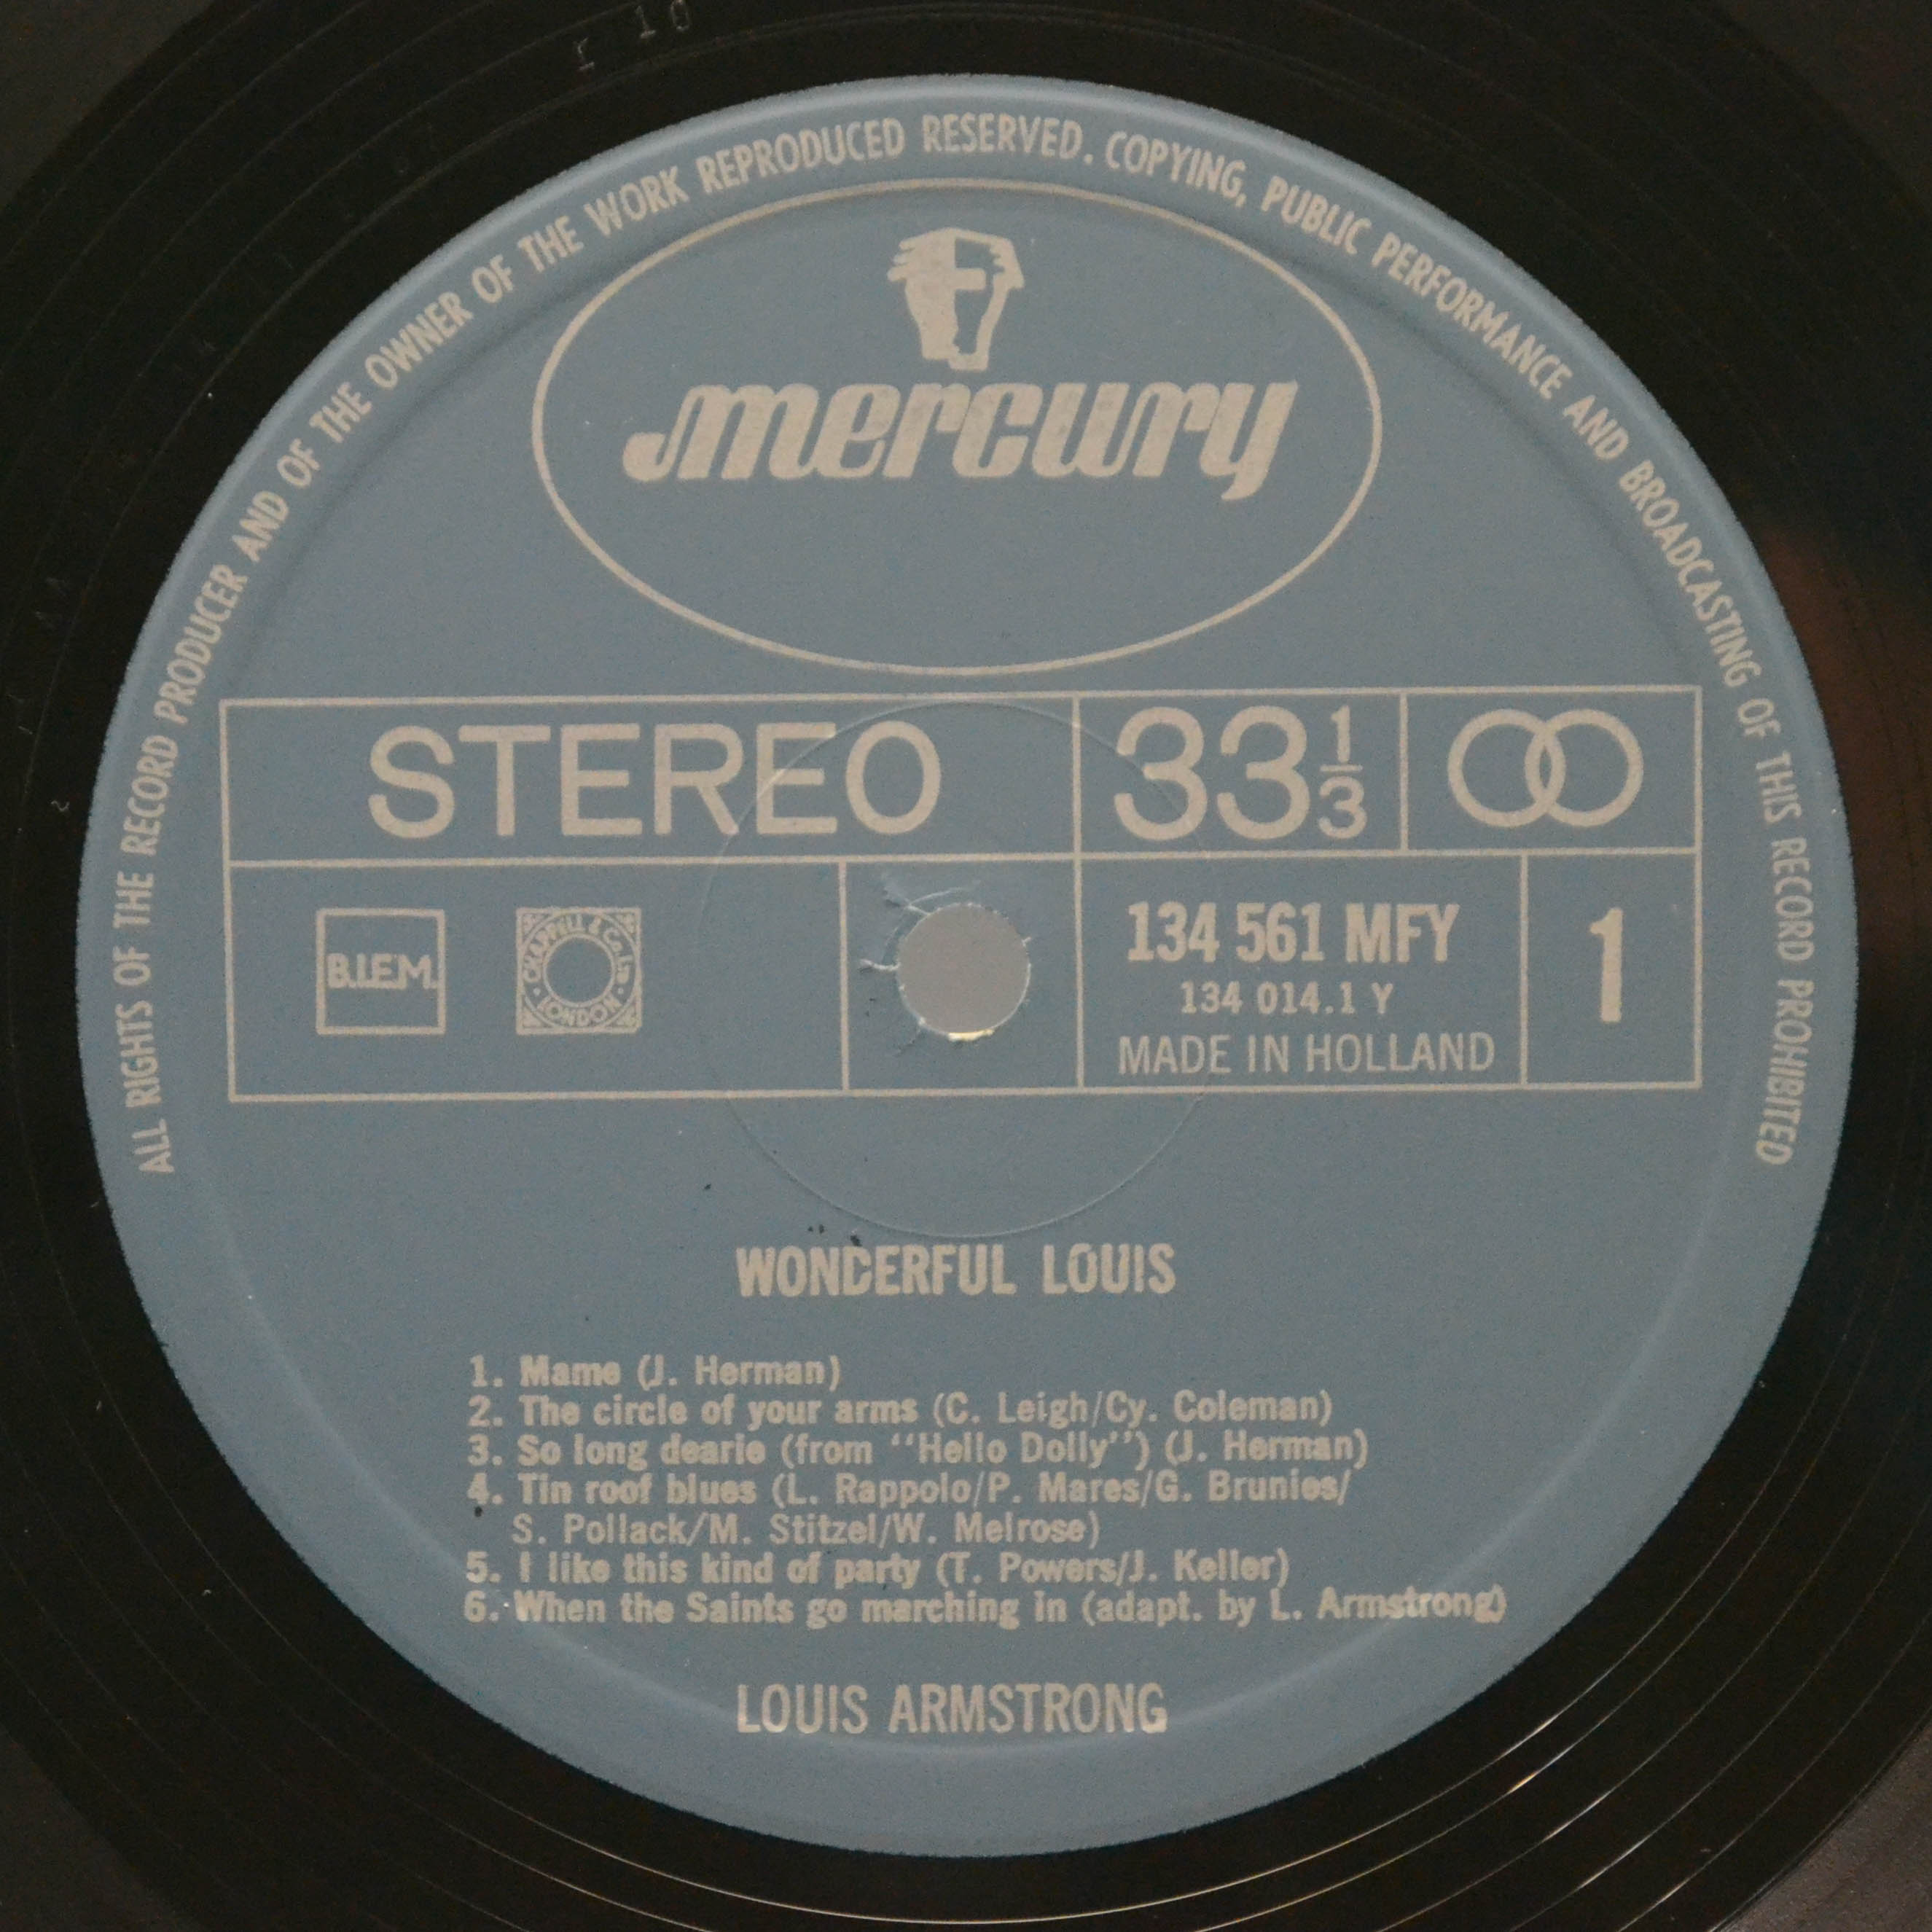 r 10
ALL RIGHTS OF THE RECORD PRODUCER AND OF THE OWNER OF THE WORK REPRODUCED RESERVED. COPYING, PUBLIC PERFORMANCE AND BROADCASTING OF THIS RECORD PROHIBITED
mercury
STEREO 33 1/3
B.I.E.M. CHAPPELL & Co. LTD · LONDON · 134 561 MFY 1
134 014.1 Y
MADE IN HOLLAND
WONDERFUL LOUIS
1. Mame (J. Herman)
2. The circle of your arms (C. Leigh/Cy. Coleman)
3. So long dearie (from "Hello Dolly") (J. Herman)
4. Tin roof blues (L. Rappolo/P. Mares/G. Brunies/
S. Pollack/M. Stitzel/W. Melrose)
5. I like this kind of party (T. Powers/J. Keller)
6. When the Saints go marching in (adapt. by L. Armstrong)
LOUIS ARMSTRONG